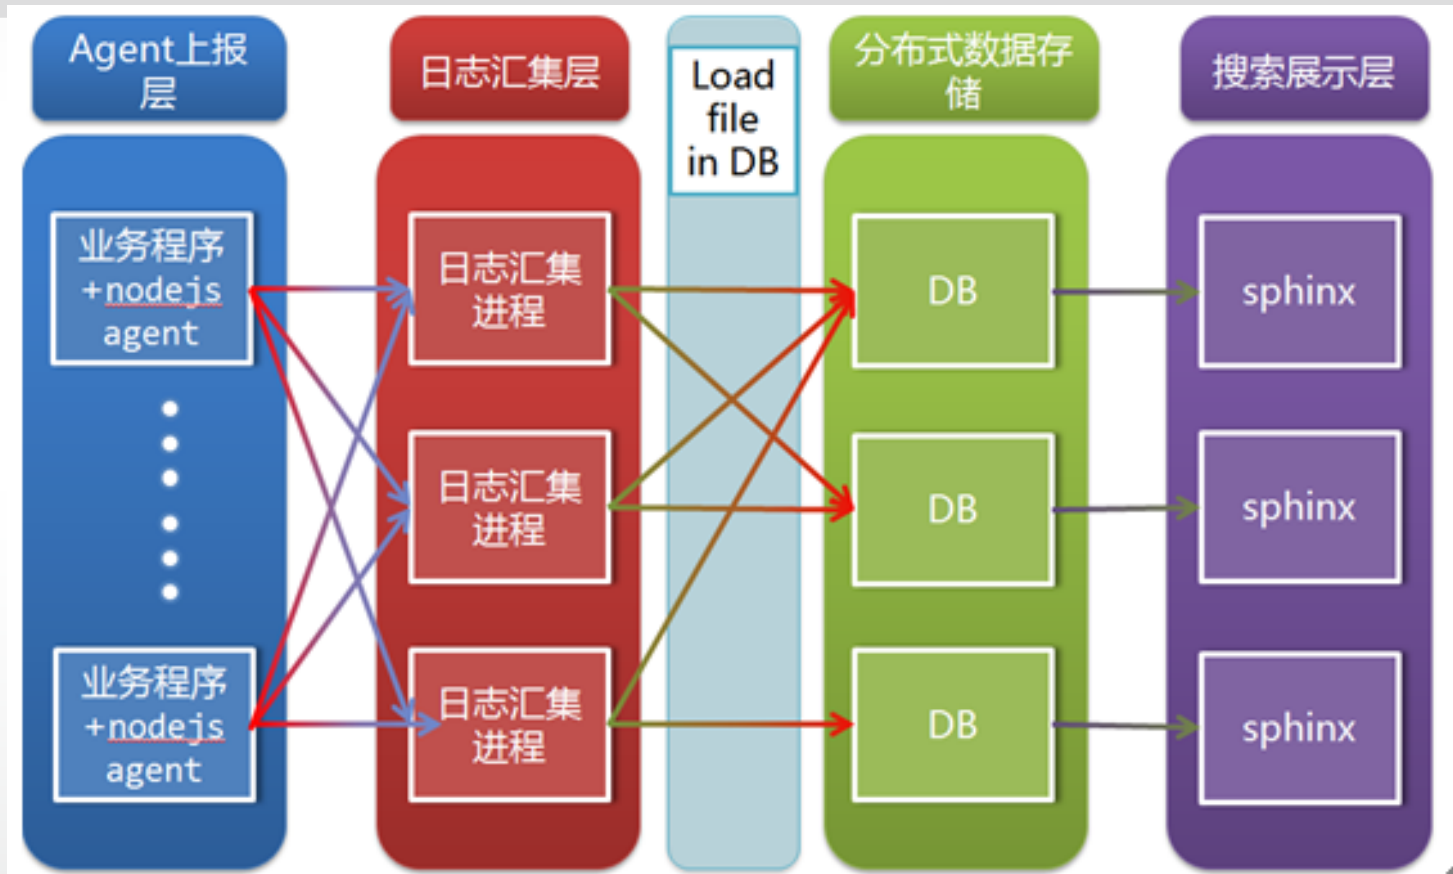 Agent上报
层
日志汇集层
Load
file
in DB
分布式数据存
储
搜索展示层
业务程序
+nodejs
agent
日志汇集
进程
DB
sphinx
日志汇集
进程
DB
sphinx
业务程序
+nodejs
agent
日志汇集
进程
DB
sphinx